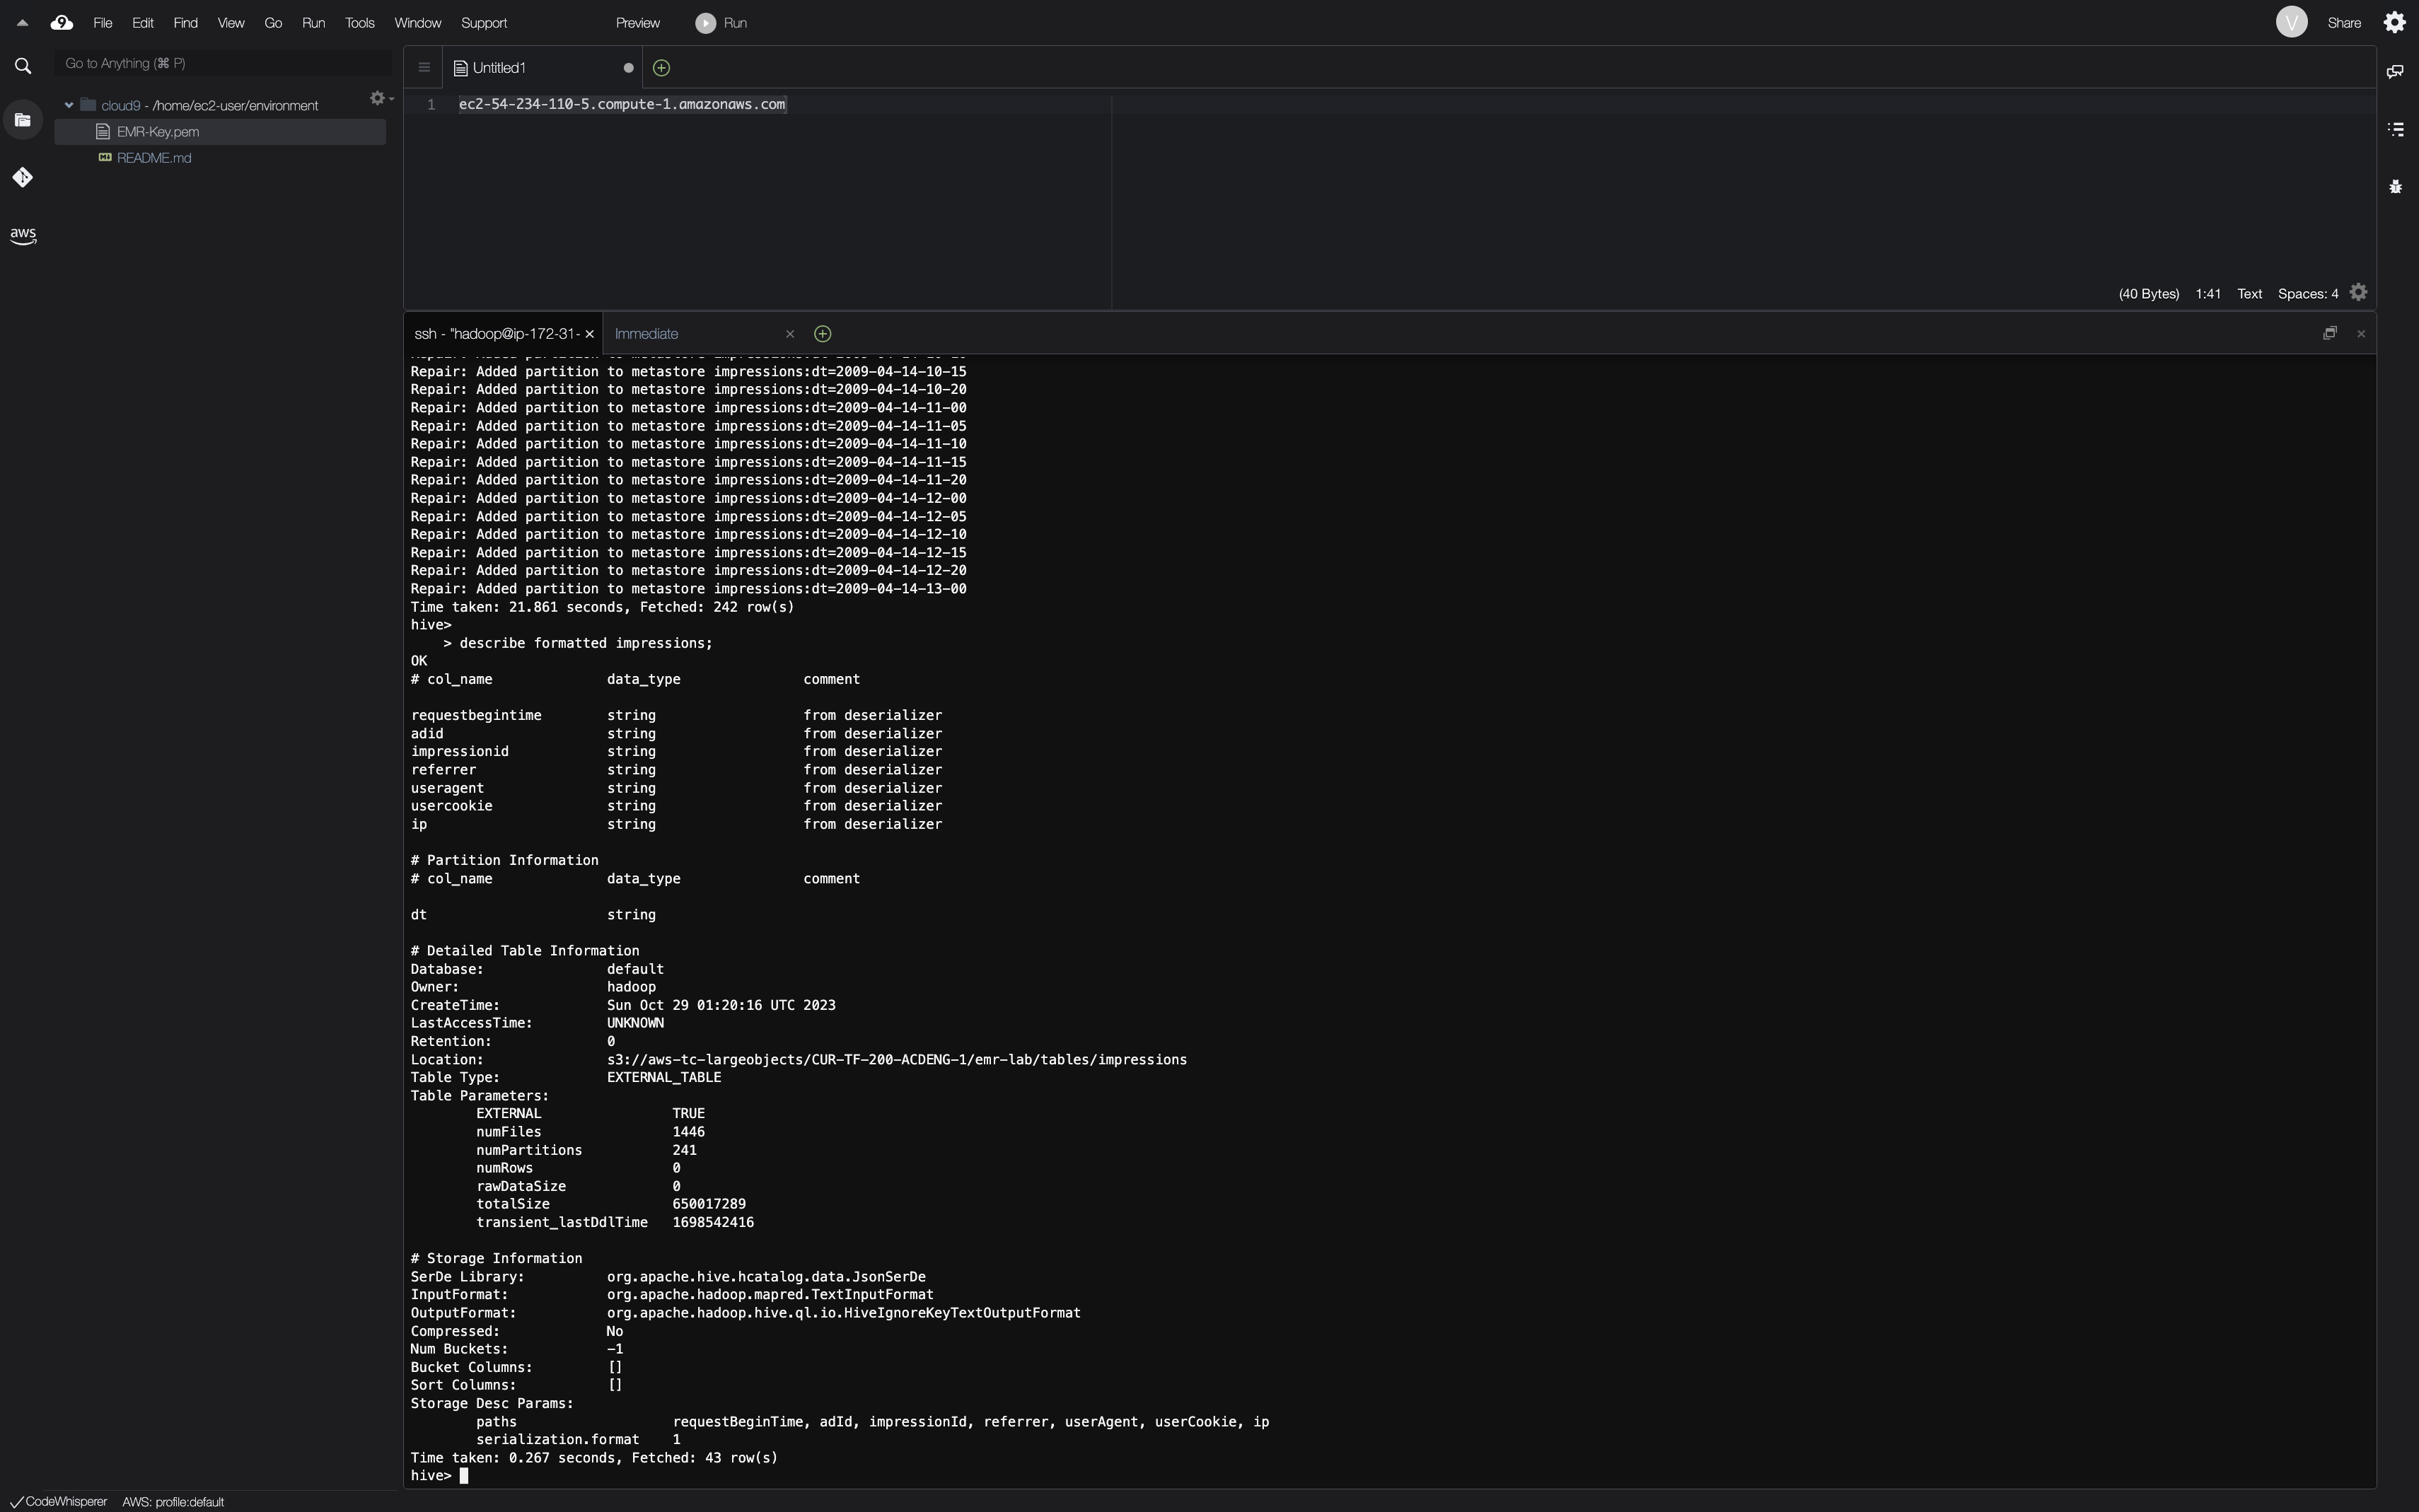 File Edit Find View Go Run Tools Window Support Preview Run V Share
Go to Anything (⌘ P)
cloud9 - /home/ec2-user/environment
EMR-Key.pem
README.md
aws
Untitled1
1 ec2-54-234-110-5.compute-1.amazonaws.com
(40 Bytes) 1:41 Text Spaces: 4
ssh - "hadoop@ip-172-31- × Immediate ×
Repair: Added partition to metastore impressions:dt=2009-04-14-10-15
Repair: Added partition to metastore impressions:dt=2009-04-14-10-20
Repair: Added partition to metastore impressions:dt=2009-04-14-11-00
Repair: Added partition to metastore impressions:dt=2009-04-14-11-05
Repair: Added partition to metastore impressions:dt=2009-04-14-11-10
Repair: Added partition to metastore impressions:dt=2009-04-14-11-15
Repair: Added partition to metastore impressions:dt=2009-04-14-11-20
Repair: Added partition to metastore impressions:dt=2009-04-14-12-00
Repair: Added partition to metastore impressions:dt=2009-04-14-12-05
Repair: Added partition to metastore impressions:dt=2009-04-14-12-10
Repair: Added partition to metastore impressions:dt=2009-04-14-12-15
Repair: Added partition to metastore impressions:dt=2009-04-14-12-20
Repair: Added partition to metastore impressions:dt=2009-04-14-13-00
Time taken: 21.861 seconds, Fetched: 242 row(s)
hive>
    > describe formatted impressions;
OK
# col_name data_type comment
requestbegintime string from deserializer
adid string from deserializer
impressionid string from deserializer
referrer string from deserializer
useragent string from deserializer
usercookie string from deserializer
ip string from deserializer
# Partition Information
# col_name data_type comment
dt string
# Detailed Table Information
Database: default
Owner: hadoop
CreateTime: Sun Oct 29 01:20:16 UTC 2023
LastAccessTime: UNKNOWN
Retention: 0
Location: s3://aws-tc-largeobjects/CUR-TF-200-ACDENG-1/emr-lab/tables/impressions
Table Type: EXTERNAL_TABLE
Table Parameters:
EXTERNAL TRUE
numFiles 1446
numPartitions 241
numRows 0
rawDataSize 0
totalSize 650017289
transient_lastDdlTime 1698542416
# Storage Information
SerDe Library: org.apache.hive.hcatalog.data.JsonSerDe
InputFormat: org.apache.hadoop.mapred.TextInputFormat
OutputFormat: org.apache.hadoop.hive.ql.io.HiveIgnoreKeyTextOutputFormat
Compressed: No
Num Buckets: -1
Bucket Columns: []
Sort Columns: []
Storage Desc Params:
paths requestBeginTime, adId, impressionId, referrer, userAgent, userCookie, ip
serialization.format 1
Time taken: 0.267 seconds, Fetched: 43 row(s)
hive>
CodeWhisperer AWS: profile:default